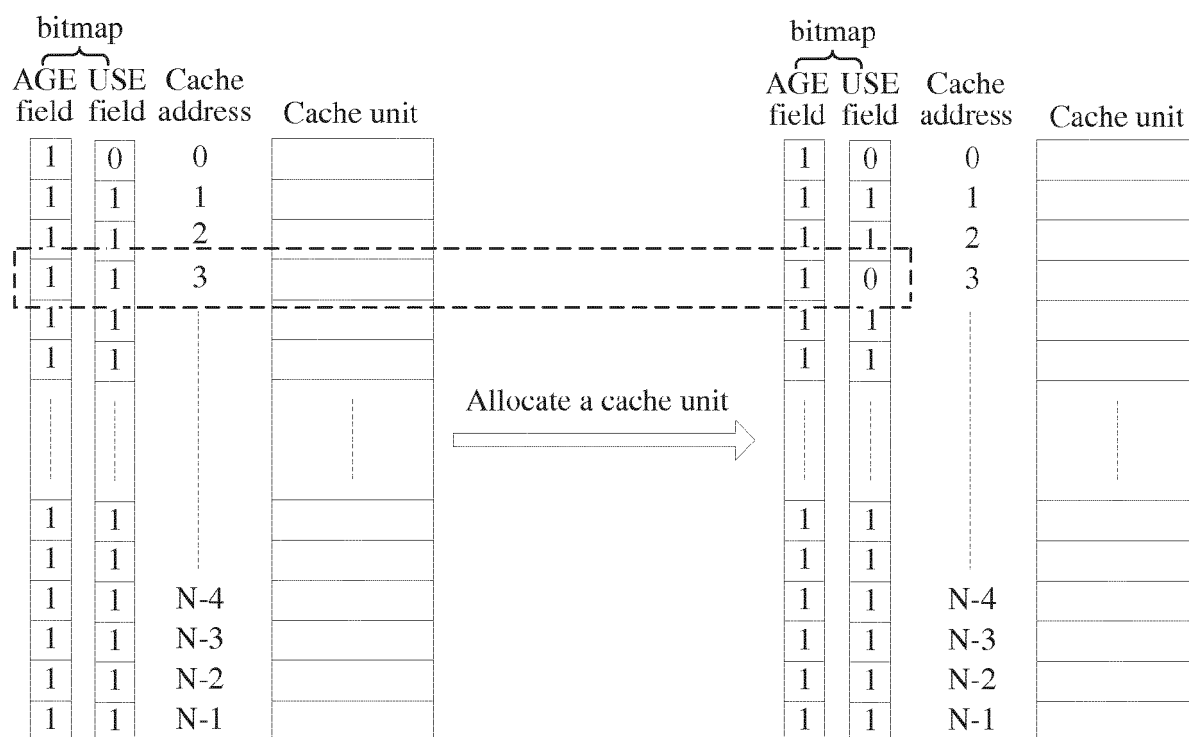 bitmap
AGE USE Cache
field field address Cache unit
1 0 0
1 1 1
1 1 2
1 1 3
1 1
1 1
1 1
1 1
1 1 N-4
1 1 N-3
1 1 N-2
1 1 N-1
Allocate a cache unit
bitmap
AGE USE Cache
field field address Cache unit
1 0 0
1 1 1
1 1 2
1 0 3
1 1
1 1
1 1
1 1
1 1 N-4
1 1 N-3
1 1 N-2
1 1 N-1